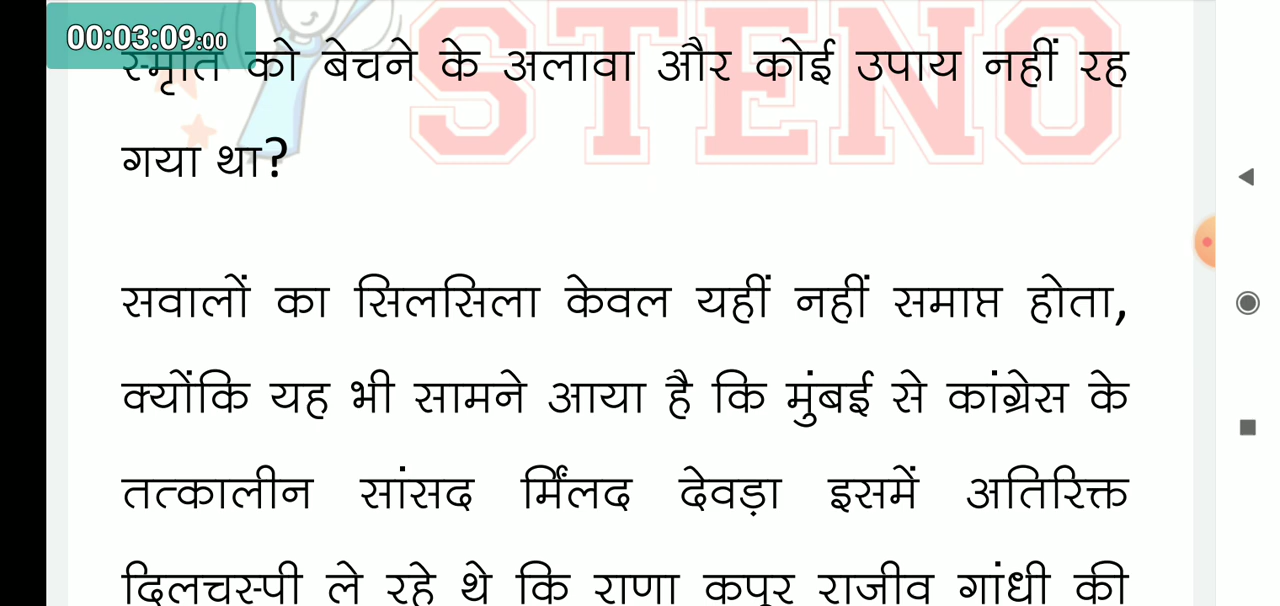 00:03:09:00
STENO
स्मृति को बेचने के अलावा और कोई उपाय नहीं रह
गया था?
सवालों का सिलसिला केवल यहीं नहीं समाप्त होता,
क्योंकि यह भी सामने आया है कि मुंबई से कांग्रेस के
तत्कालीन सांसद र्मिंलद देवड़ा इसमें अतिरिक्त
दिलचस्पी ले रहे थे कि राणा कपूर राजीव गांधी की